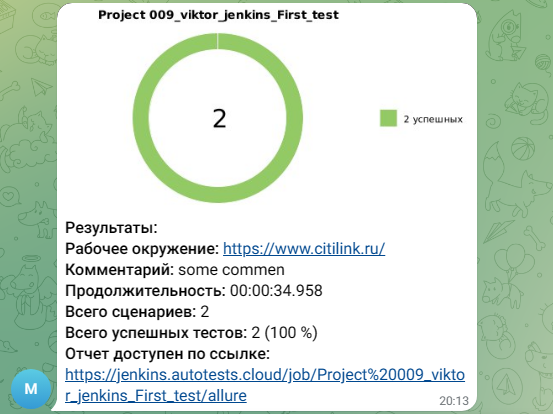 Project 009_viktor_jenkins_First_test
2
2 успешных
Результаты:
Рабочее окружение: https://www.citilink.ru/
Комментарий: some commen
Продолжительность: 00:00:34.958
Всего сценариев: 2
Всего успешных тестов: 2 (100 %)
Отчет доступен по ссылке:
https://jenkins.autotests.cloud/job/Project%20009_vikto
r_jenkins_First_test/allure
M
20:13